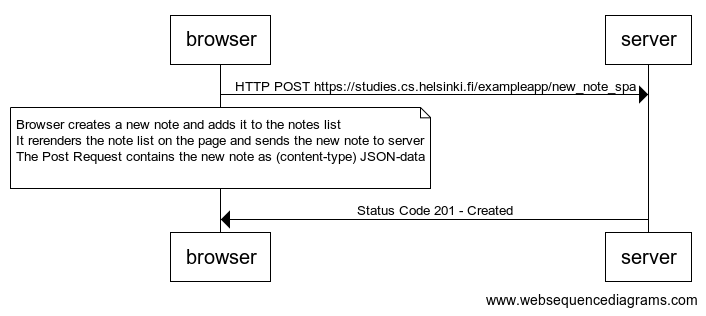 browser
server
HTTP POST https://studies.cs.helsinki.fi/exampleapp/new_note_spa
Browser creates a new note and adds it to the notes list
It rerenders the note list on the page and sends the new note to server
The Post Request contains the new note as (content-type) JSON-data
Status Code 201 - Created
browser
server
www.websequencediagrams.com